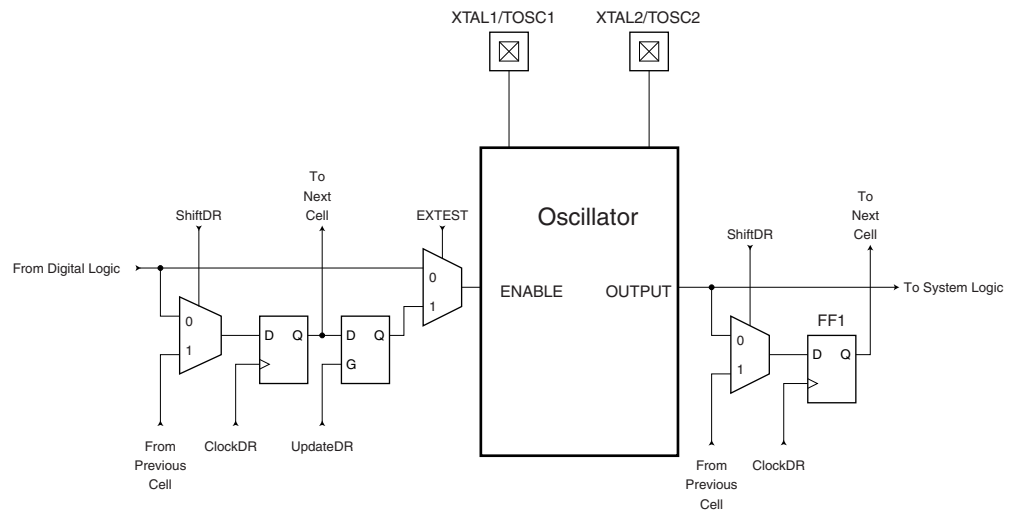 XTAL1/TOSC1
XTAL2/TOSC2
To
Next
Cell
ShiftDR
EXTEST
From Digital Logic
0
1
D Q
D Q
G
0
1
From
Previous
Cell
ClockDR
UpdateDR
Oscillator
ENABLE
OUTPUT
To
Next
Cell
ShiftDR
To System Logic
FF1
0
1
D Q
From
Previous
Cell
ClockDR